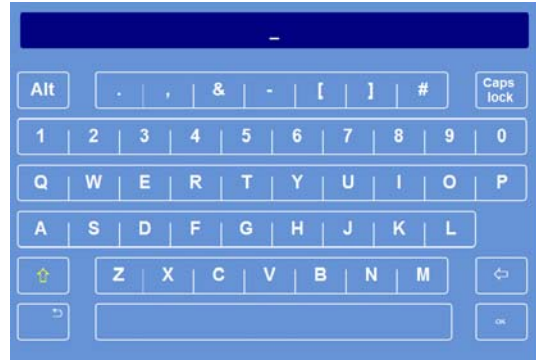 _
Alt . , & - [ ] # Caps lock
1 2 3 4 5 6 7 8 9 0
Q W E R T Y U I O P
A S D F G H J K L
Z X C V B N M
OK